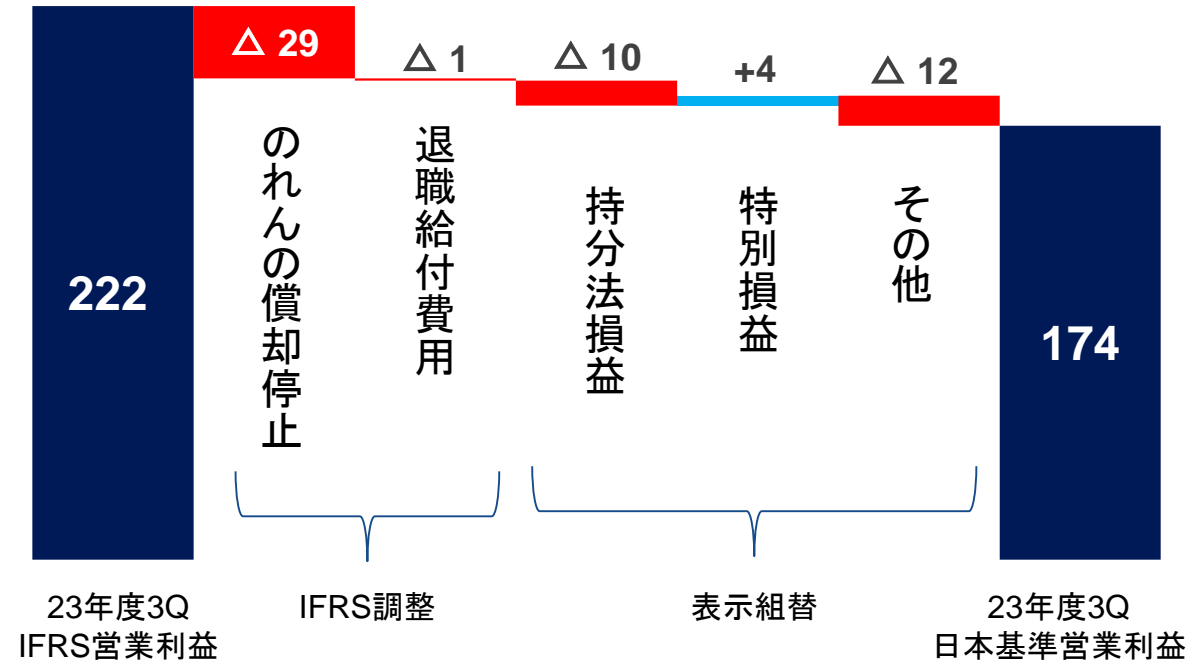 △ 29
△ 1
△ 10
+4
△ 12
222
のれんの償却停止
退職給付費用
持分法損益
特別損益
その他
174
23年度3Q
IFRS営業利益
IFRS調整
表示組替
23年度3Q
日本基準営業利益